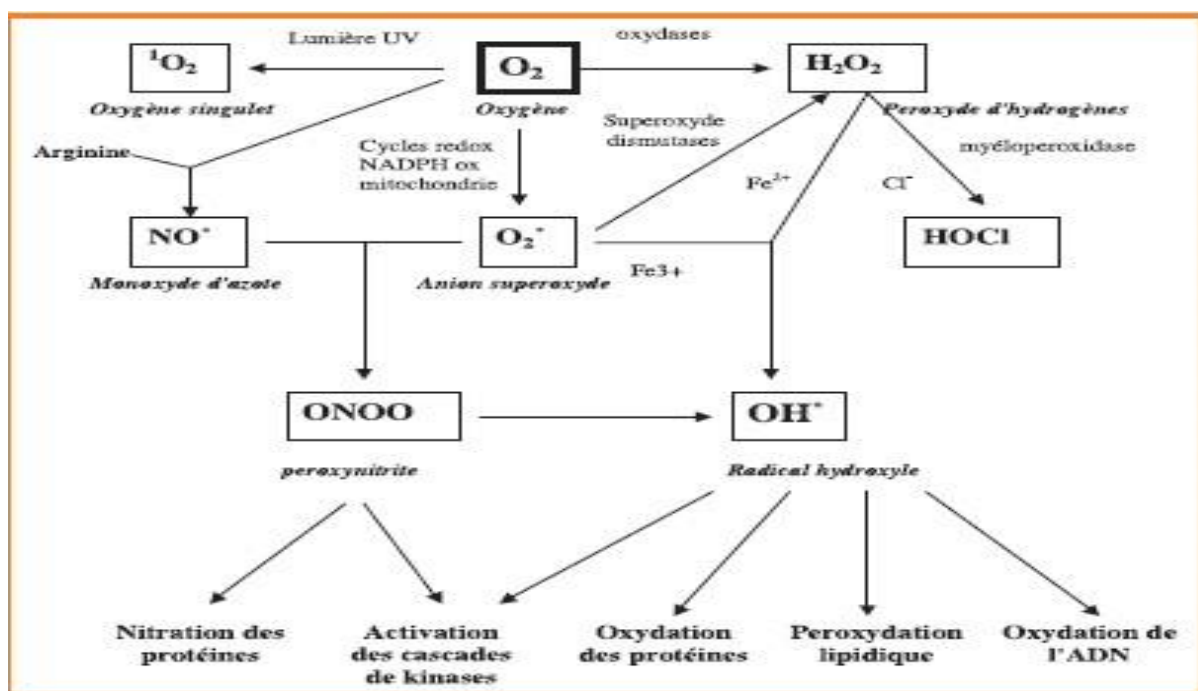 Lumière UV
oxydases
¹O₂
O₂
H₂O₂
Oxygène singulet
Oxygène
Peroxyde d'hydrogènes
Arginine
Cycles redox
NADPH ox
mitochondrie
Superoxyde
dismutases
myéloperoxidase
Fe²⁺
Cl⁻
NO•
O₂•
HOCl
Monoxyde d'azote
Anion superoxyde
Fe3+
ONOO
OH•
peroxynitrite
Radical hydroxyle
Nitration des
protéines
Activation
des cascades
de kinases
Oxydation
des protéines
Peroxydation
lipidique
Oxydation de
l'ADN